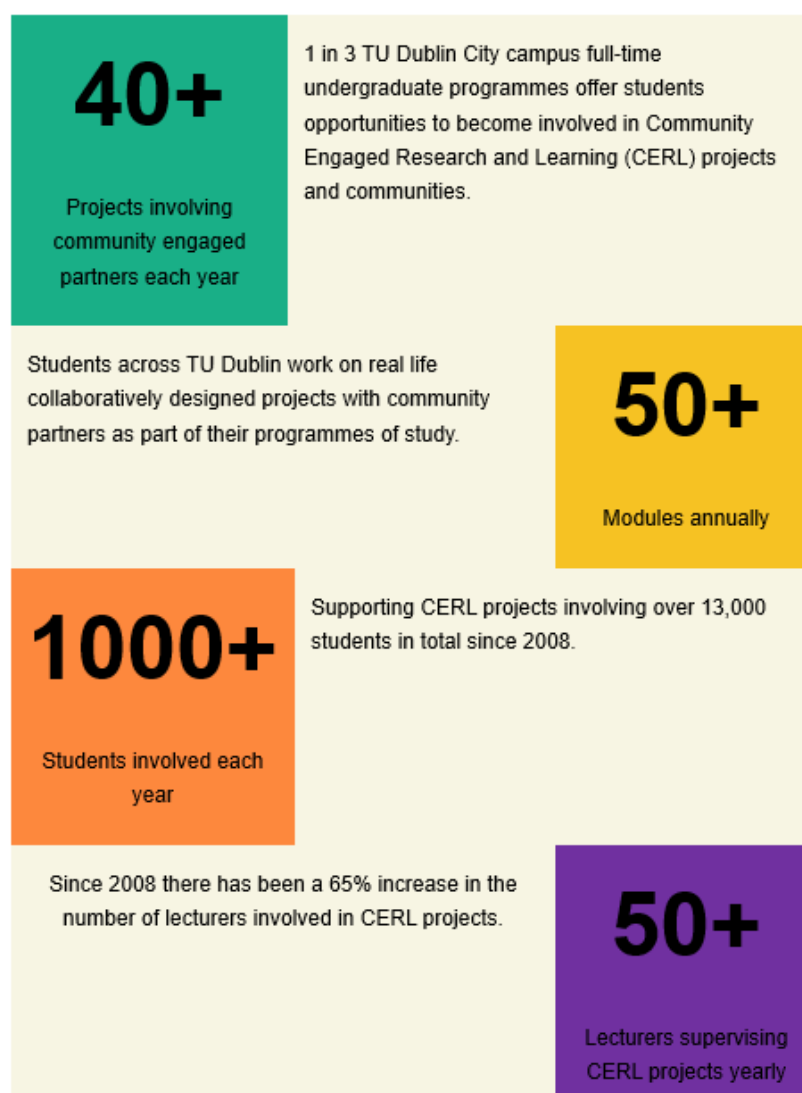 40+
Projects involving
community engaged
partners each year
1 in 3 TU Dublin City campus full-time
undergraduate programmes offer students
opportunities to become involved in Community
Engaged Research and Learning (CERL) projects
and communities.
Students across TU Dublin work on real life
collaboratively designed projects with community
partners as part of their programmes of study.
50+
Modules annually
1000+
Students involved each
year
Supporting CERL projects involving over 13,000
students in total since 2008.
Since 2008 there has been a 65% increase in the
number of lecturers involved in CERL projects.
50+
Lecturers supervising
CERL projects yearly